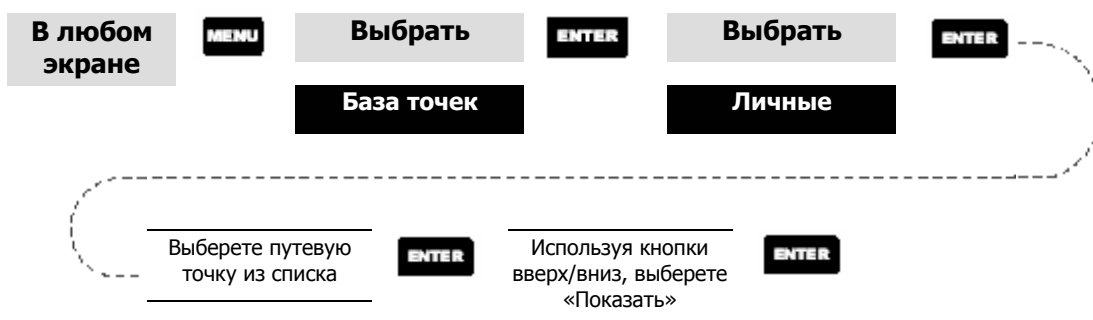 В любом
экране
MENU
Выбрать
База точек
ENTER
Выбрать
Личные
ENTER
Выберете путевую
точку из списка
ENTER
Используя кнопки
вверх/вниз, выберете
«Показать»
ENTER